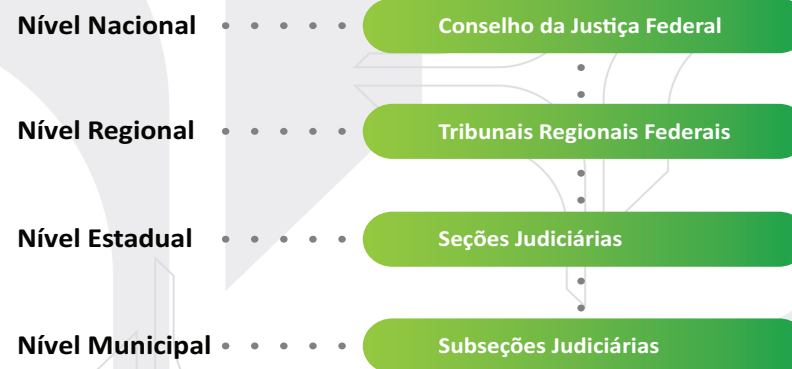 Nível Nacional Conselho da Justiça Federal
Nível Regional Tribunais Regionais Federais
Nível Estadual Seções Judiciárias
Nível Municipal Subseções Judiciárias